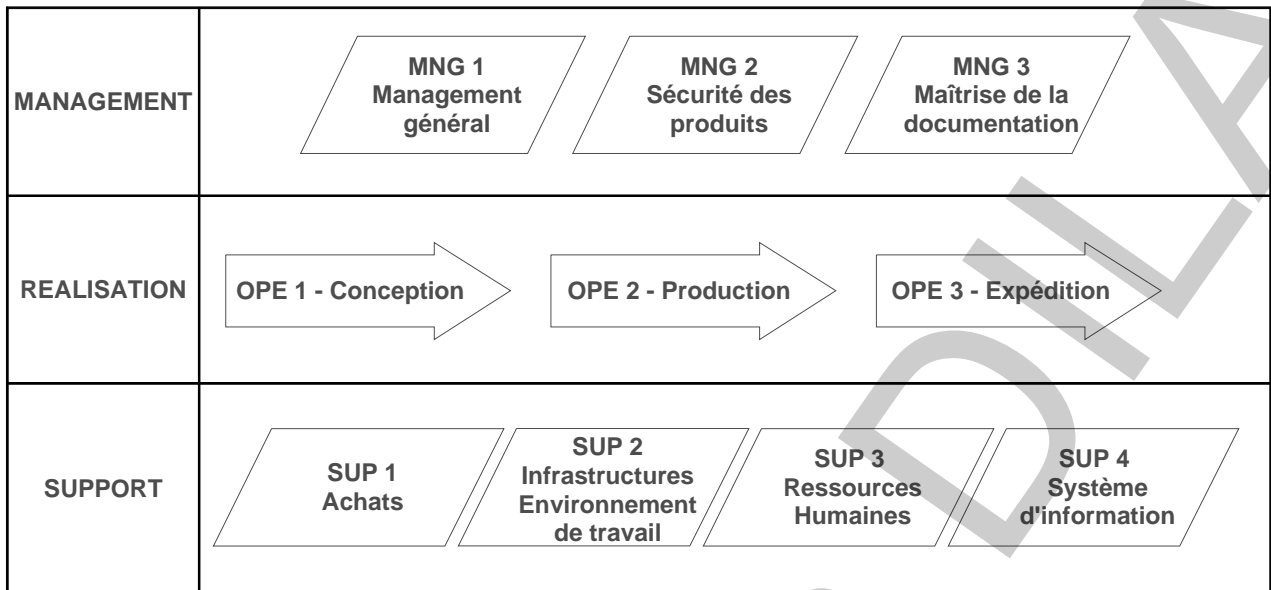 MANAGEMENT
MNG 1
Management
général
MNG 2
Sécurité des
produits
MNG 3
Maîtrise de la
documentation
REALISATION
OPE 1 - Conception
OPE 2 - Production
OPE 3 - Expédition
SUPPORT
SUP 1
Achats
SUP 2
Infrastructures
Environnement
de travail
SUP 3
Ressources
Humaines
SUP 4
Système
d'information
DILA